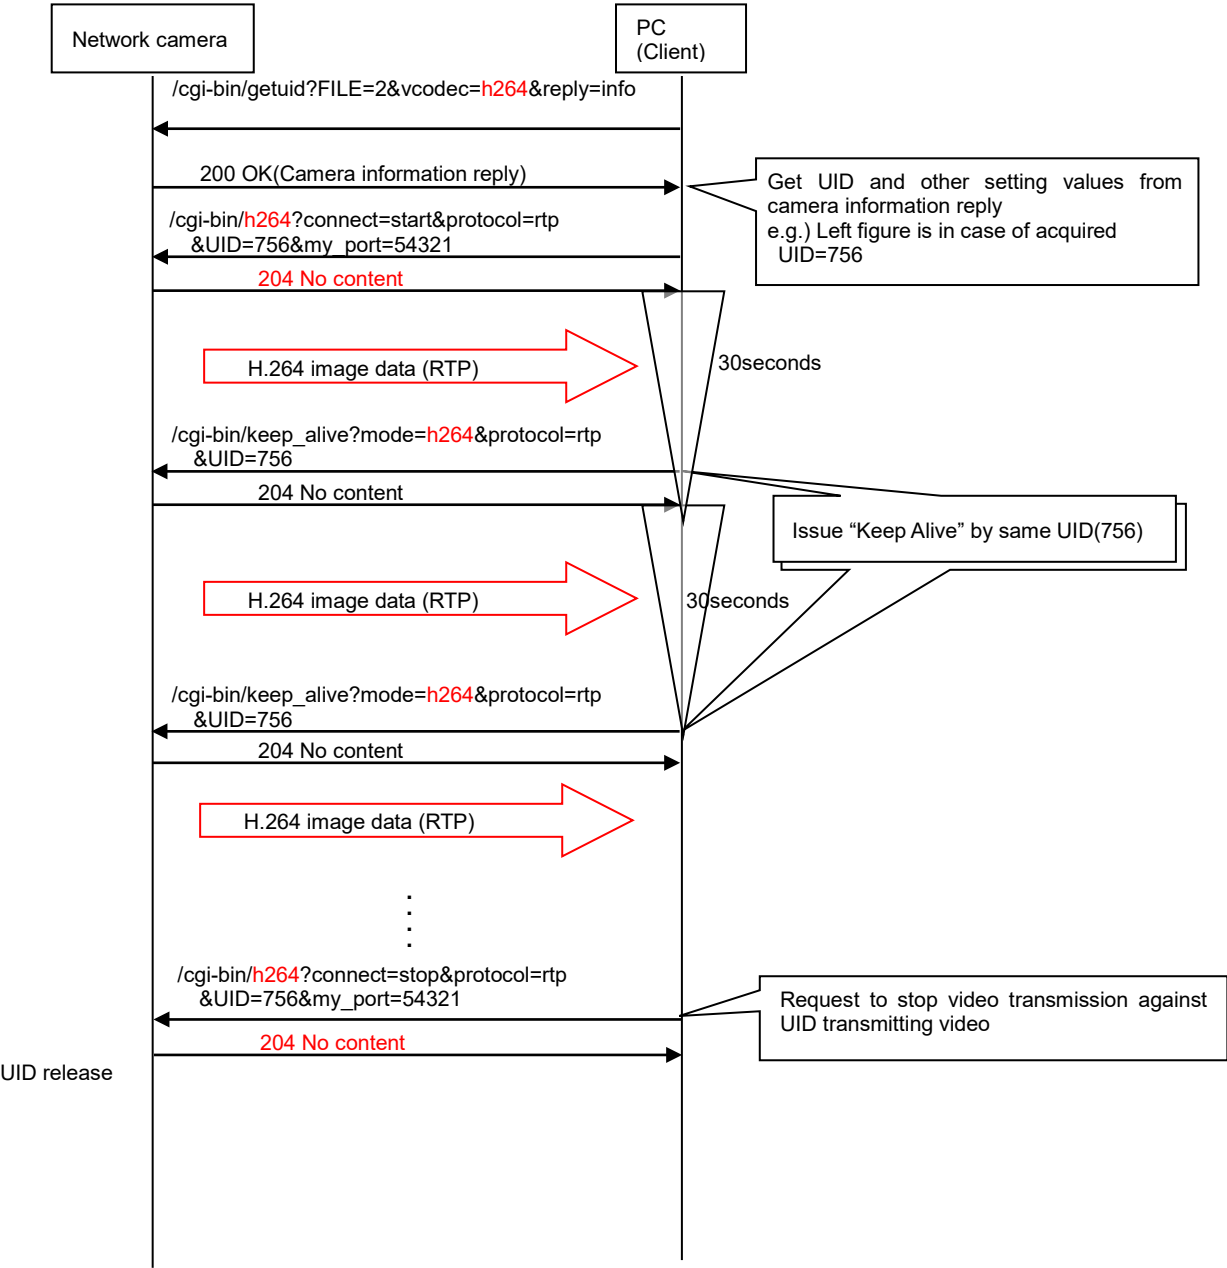 Network camera
PC
(Client)
/cgi-bin/getuid?FILE=2&vcodec=h264&reply=info
200 OK(Camera information reply)
Get UID and other setting values from
camera information reply
e.g.) Left figure is in case of acquired
UID=756
/cgi-bin/h264?connect=start&protocol=rtp
&UID=756&my_port=54321
204 No content
H.264 image data (RTP)
30seconds
/cgi-bin/keep_alive?mode=h264&protocol=rtp
&UID=756
204 No content
Issue “Keep Alive” by same UID(756)
H.264 image data (RTP)
30seconds
/cgi-bin/keep_alive?mode=h264&protocol=rtp
&UID=756
204 No content
H.264 image data (RTP)
/cgi-bin/h264?connect=stop&protocol=rtp
&UID=756&my_port=54321
Request to stop video transmission against
UID transmitting video
204 No content
UID release